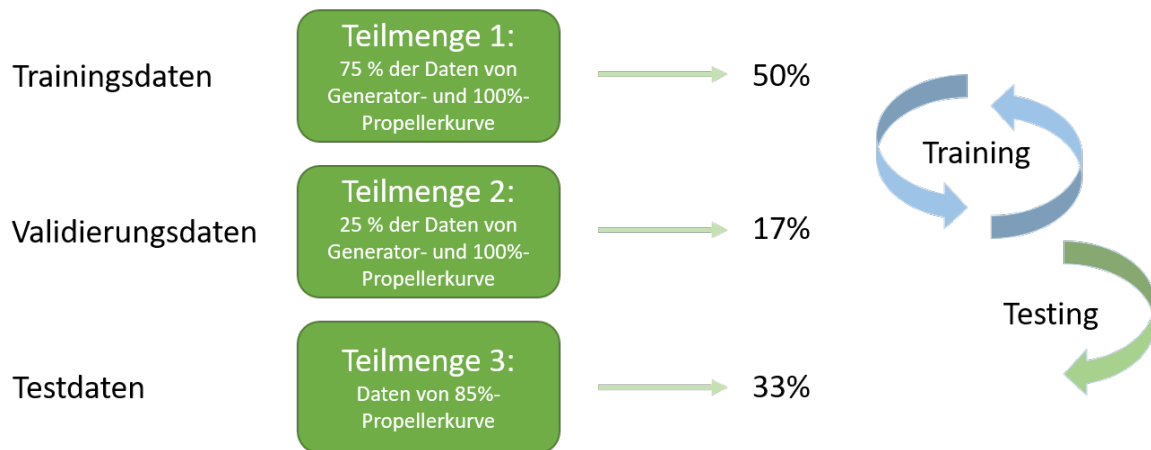 Trainingsdaten
Teilmenge 1:
75 % der Daten von
Generator- und 100%-
Propellerkurve
50%
Training
Validierungsdaten
Teilmenge 2:
25 % der Daten von
Generator- und 100%-
Propellerkurve
17%
Testing
Testdaten
Teilmenge 3:
Daten von 85%-
Propellerkurve
33%